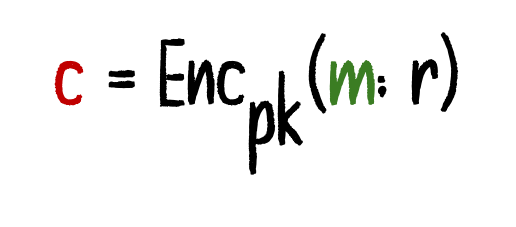 c = Enc_pk(m; r)